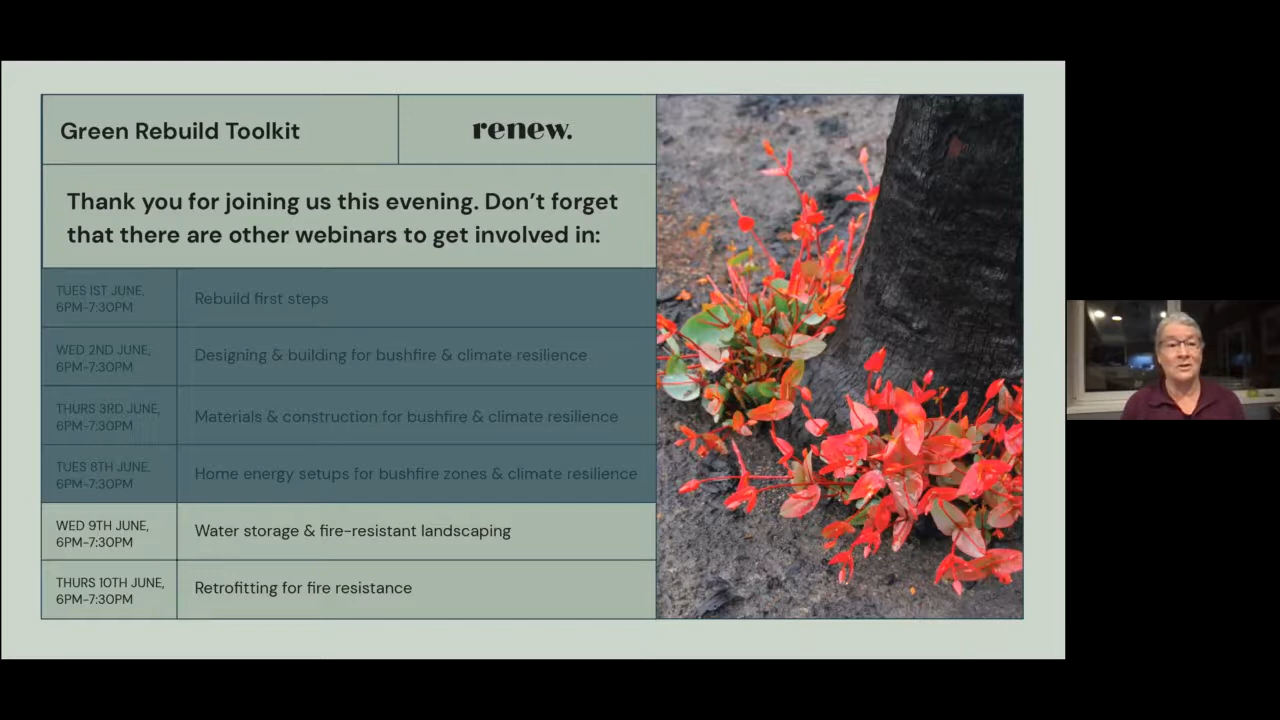 Green Rebuild Toolkit
renew.
Thank you for joining us this evening. Don't forget
that there are other webinars to get involved in:
TUES 1ST JUNE,
6PM-7:30PM
Rebuild first steps
WED 2ND JUNE,
6PM-7:30PM
Designing & building for bushfire & climate resilience
THURS 3RD JUNE,
6PM-7:30PM
Materials & construction for bushfire & climate resilience
TUES 8TH JUNE,
6PM-7:30PM
Home energy setups for bushfire zones & climate resilience
WED 9TH JUNE,
6PM-7:30PM
Water storage & fire-resistant landscaping
THURS 10TH JUNE,
6PM-7:30PM
Retrofitting for fire resistance